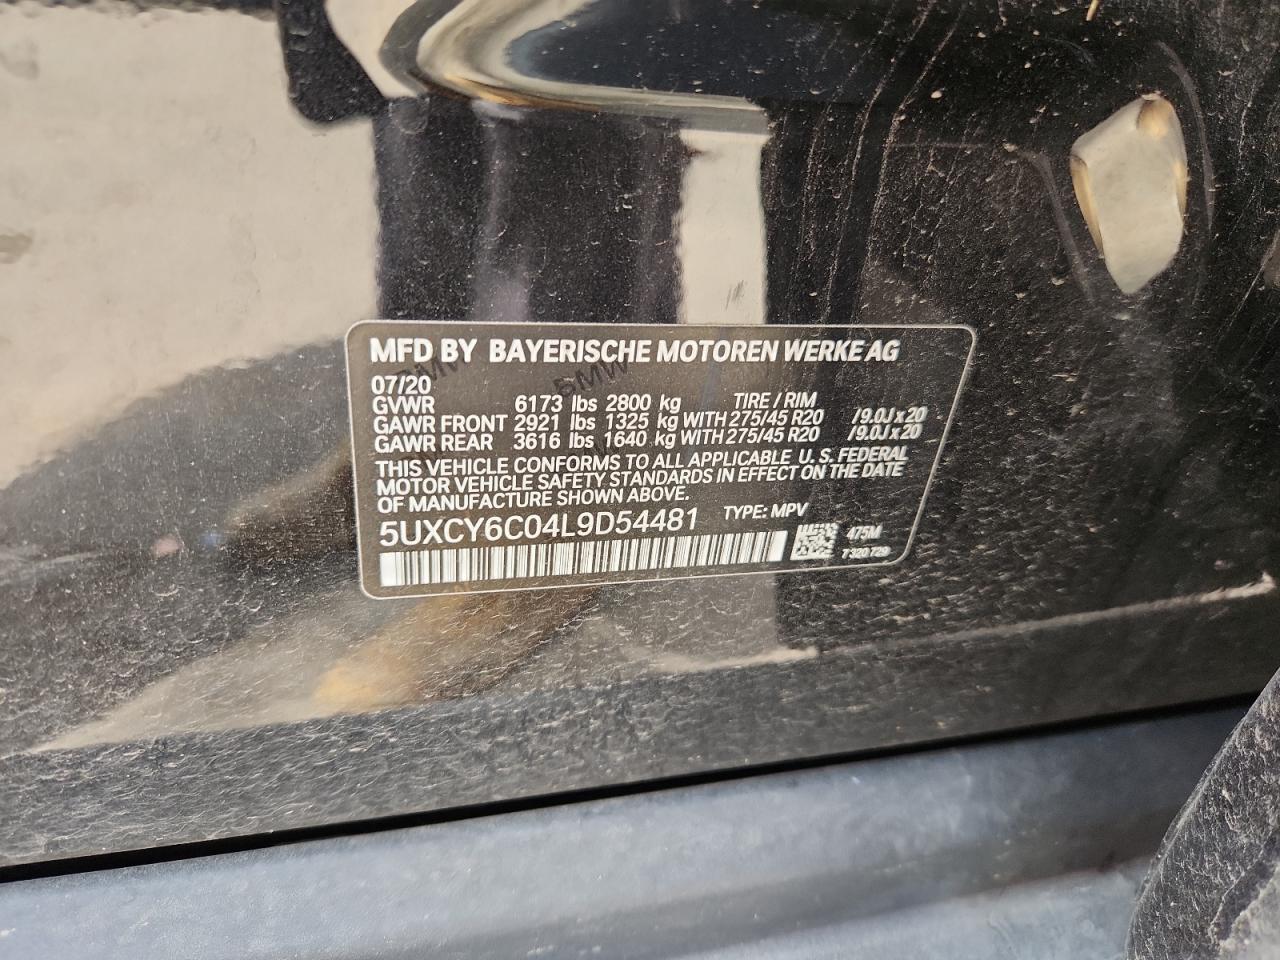 MFD BY BAYERISCHE MOTOREN WERKE AG
07/20
GVWR 6173 lbs 2800 kg TIRE / RIM
GAWR FRONT 2921 lbs 1325 kg WITH 275/45 R20 /9.0J x 20
GAWR REAR 3616 lbs 1640 kg WITH 275/45 R20 /9.0J x 20
THIS VEHICLE CONFORMS TO ALL APPLICABLE U. S. FEDERAL
MOTOR VEHICLE SAFETY STANDARDS IN EFFECT ON THE DATE
OF MANUFACTURE SHOWN ABOVE.
5UXCY6C04L9D54481 TYPE: MPV
475M
7 320 729
BMW
BMW